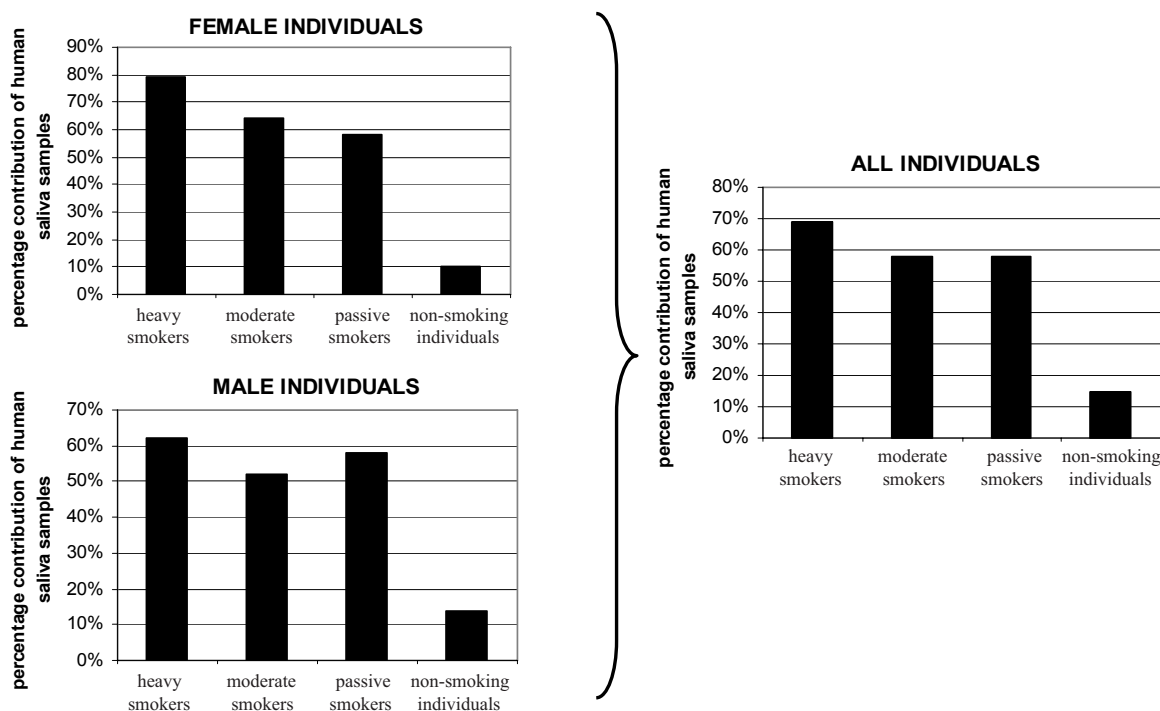 FEMALE INDIVIDUALS
percentage contribution of human
saliva samples
90%
80%
70%
60%
50%
40%
30%
20%
10%
0%
heavy
smokers
moderate
smokers
passive
smokers
non-smoking
individuals
MALE INDIVIDUALS
percentage contribution of human
saliva samples
70%
60%
50%
40%
30%
20%
10%
0%
heavy
smokers
moderate
smokers
passive
smokers
non-smoking
individuals
ALL INDIVIDUALS
percentage contribution of human
saliva samples
80%
70%
60%
50%
40%
30%
20%
10%
0%
heavy
smokers
moderate
smokers
passive
smokers
non-smoking
individuals